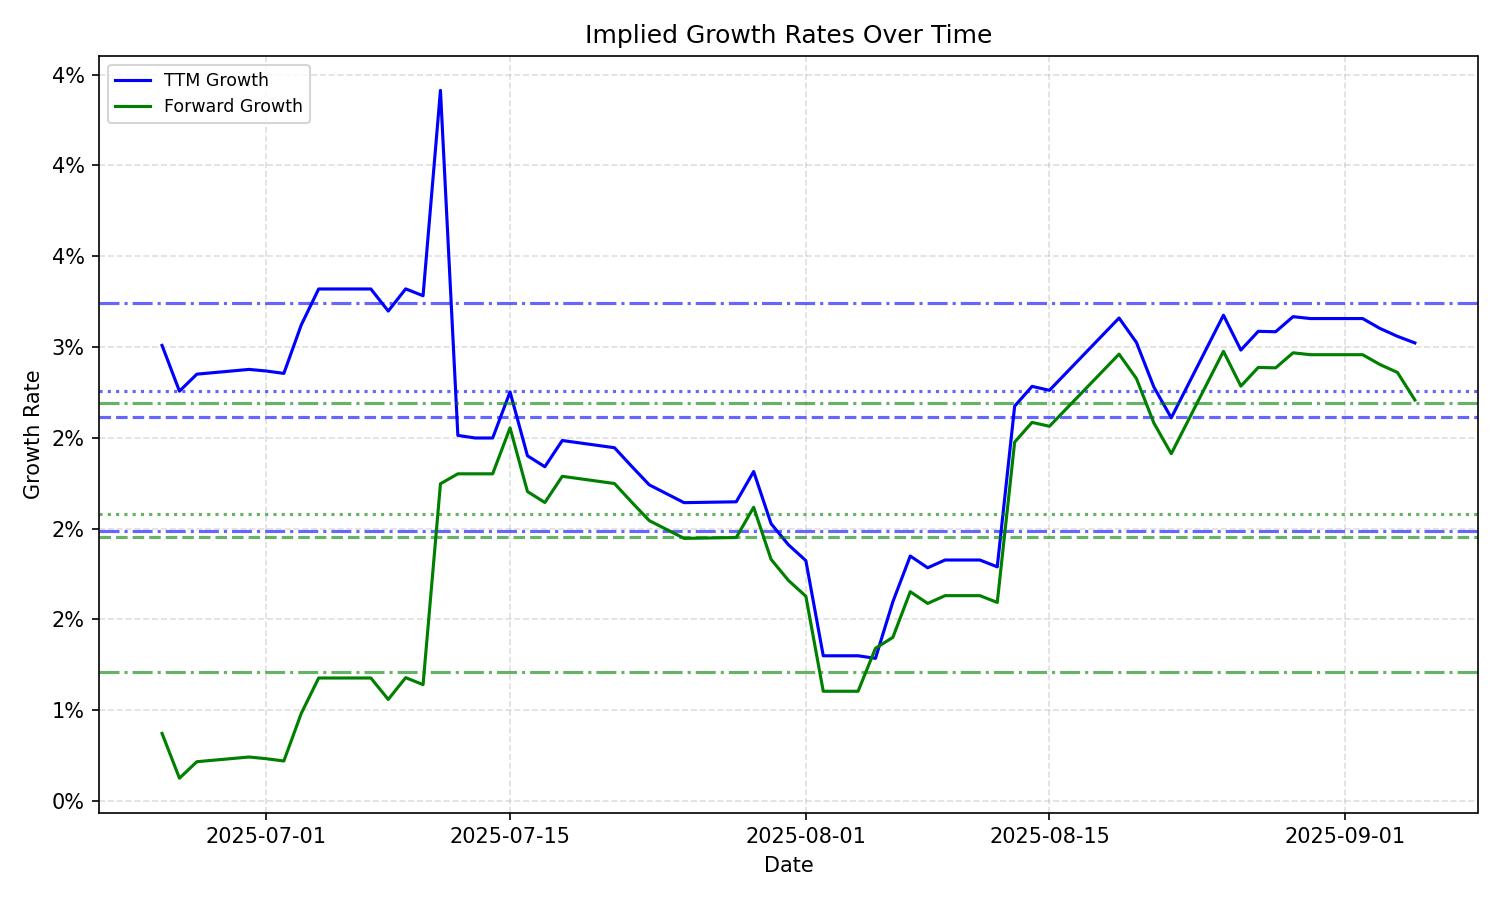 Implied Growth Rates Over Time
TTM Growth
Forward Growth
4%
4%
4%
3%
2%
2%
2%
1%
0%
Growth Rate
2025-07-01
2025-07-15
2025-08-01
2025-08-15
2025-09-01
Date